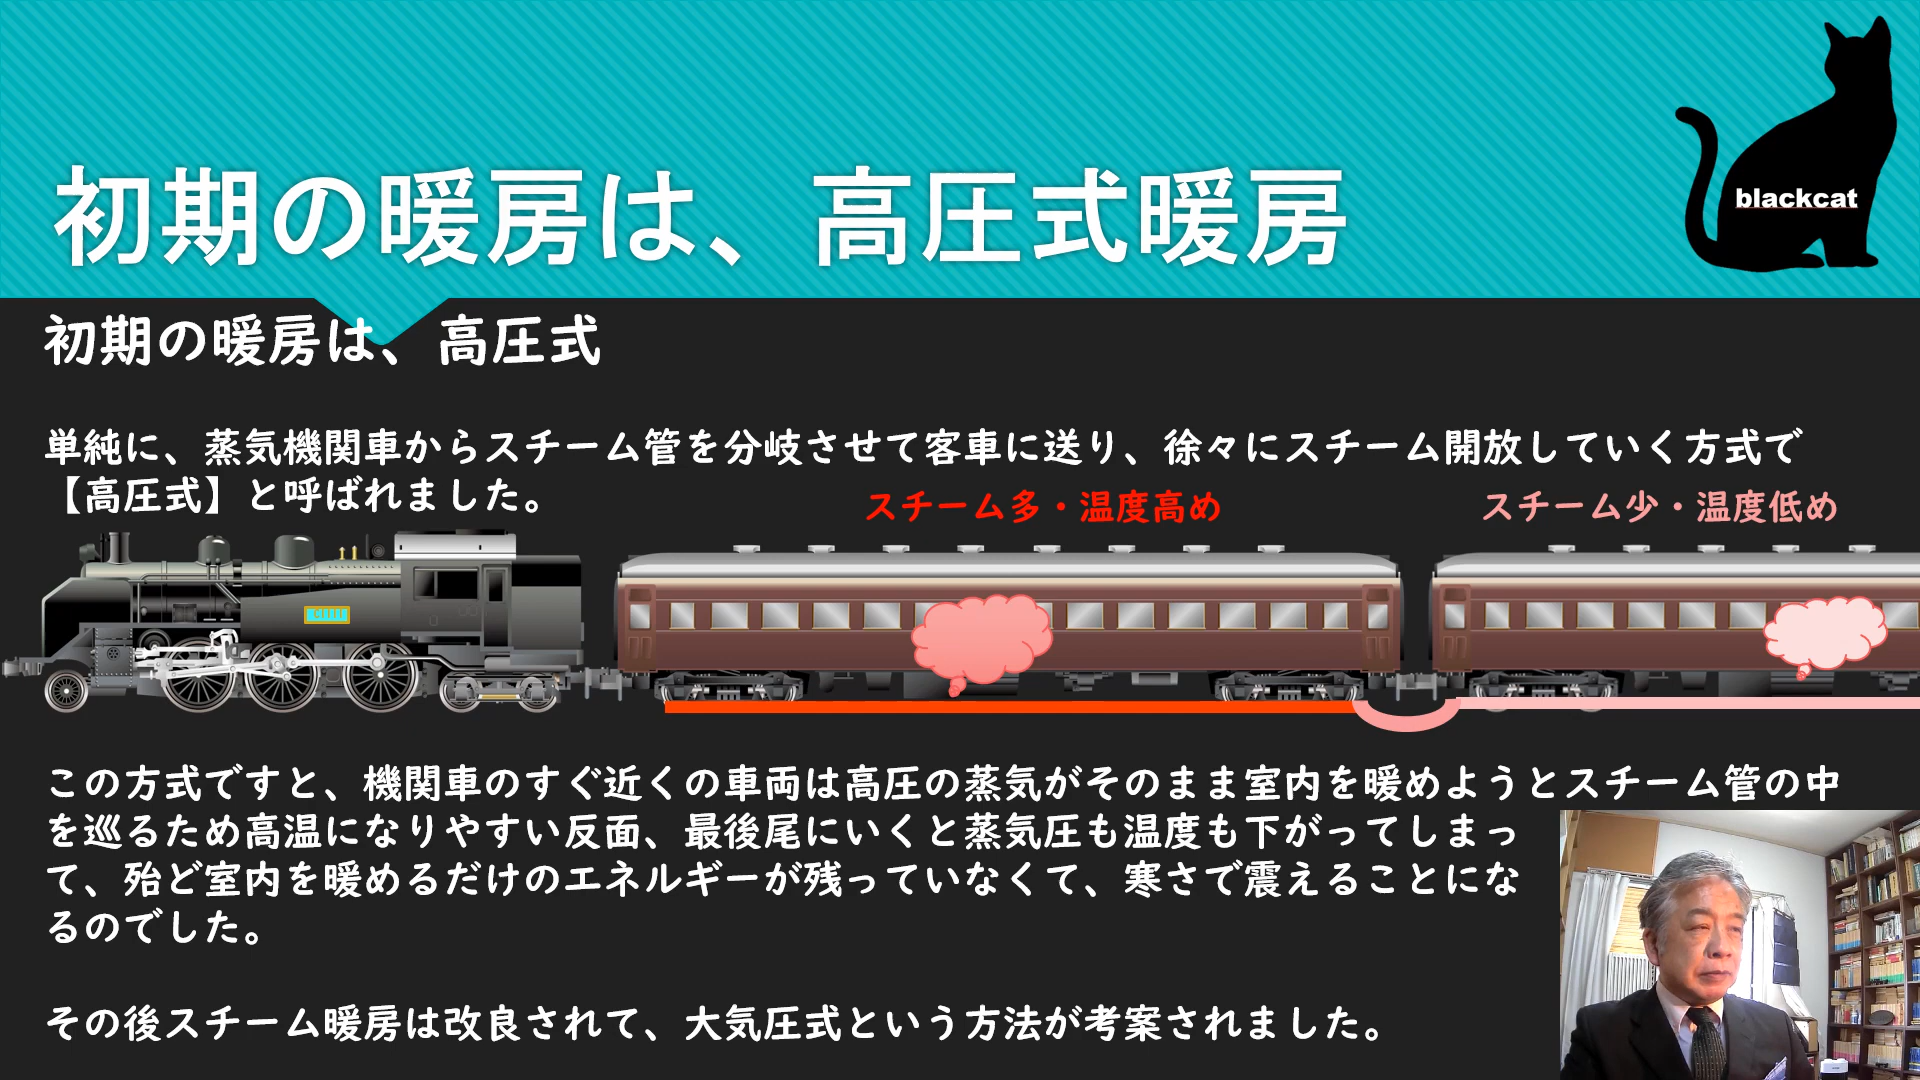 初期の暖房は、高圧式暖房
blackcat
初期の暖房は、高圧式
単純に、蒸気機関車からスチーム管を分岐させて客車に送り、徐々にスチーム開放していく方式で
【高圧式】と呼ばれました。
スチーム多・温度高め
スチーム少・温度低め
この方式ですと、機関車のすぐ近くの車両は高圧の蒸気がそのまま室内を暖めようとスチーム管の中
を巡るため高温になりやすい反面、最後尾にいくと蒸気圧も温度も下がってしまっ
て、殆ど室内を暖めるだけのエネルギーが残っていなくて、寒さで震えることにな
るのでした。
その後スチーム暖房は改良されて、大気圧式という方法が考案されました。